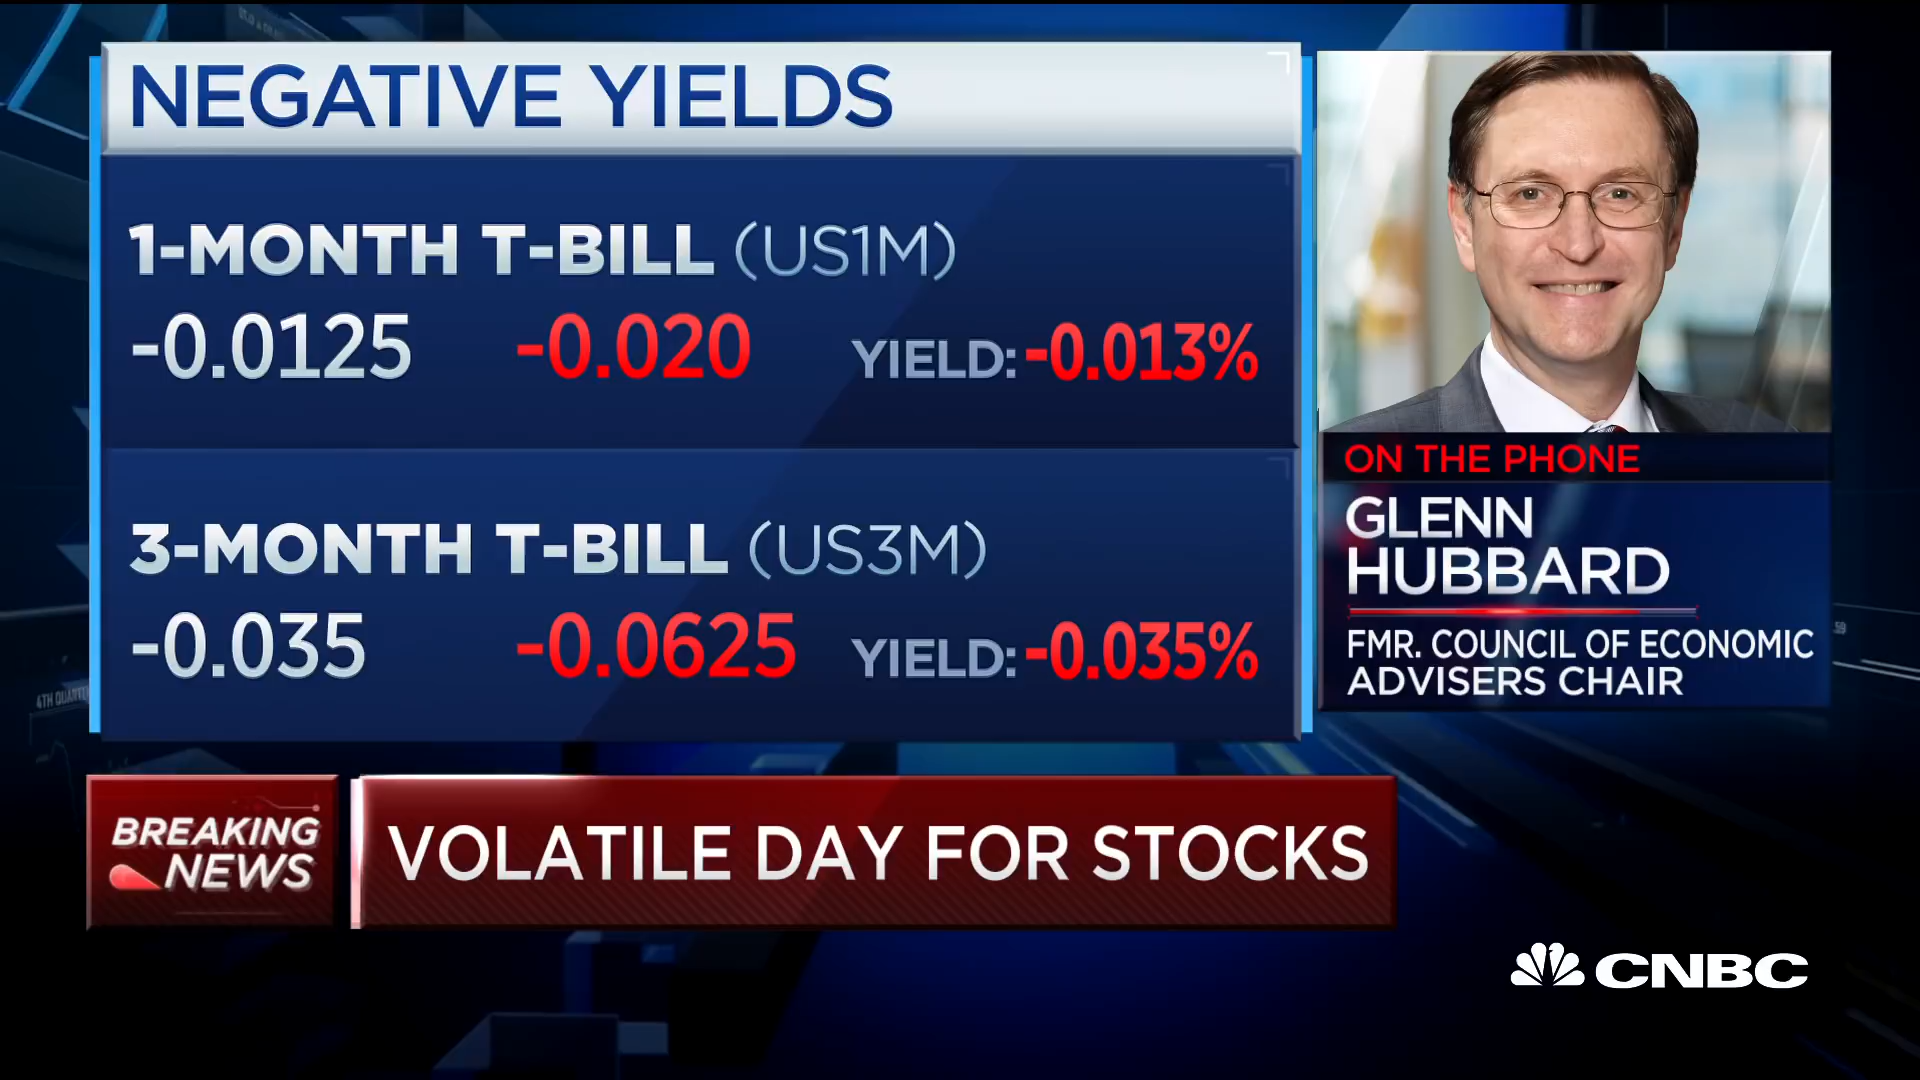 NEGATIVE YIELDS
1-MONTH T-BILL (US1M)
-0.0125 -0.020 YIELD: -0.013%
3-MONTH T-BILL (US3M)
-0.035 -0.0625 YIELD: -0.035%
ON THE PHONE
GLENN
HUBBARD
FMR. COUNCIL OF ECONOMIC
ADVISERS CHAIR
BREAKING
NEWS
VOLATILE DAY FOR STOCKS
CNBC